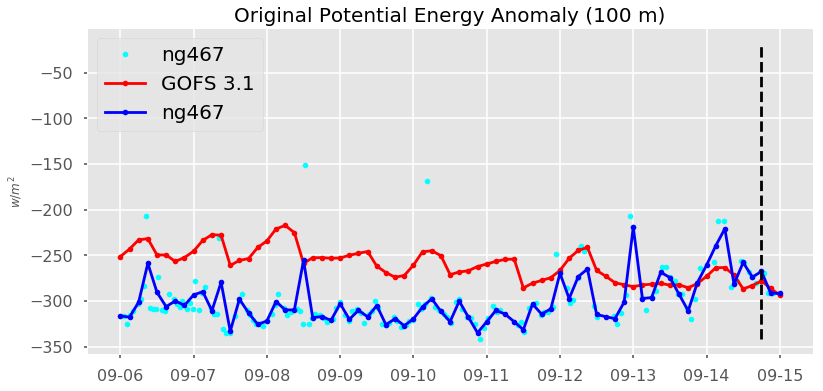 Original Potential Energy Anomaly (100 m)
ng467
GOFS 3.1
ng467
w/m²
−50
−100
−150
−200
−250
−300
−350
09-06 09-07 09-08 09-09 09-10 09-11 09-12 09-13 09-14 09-15